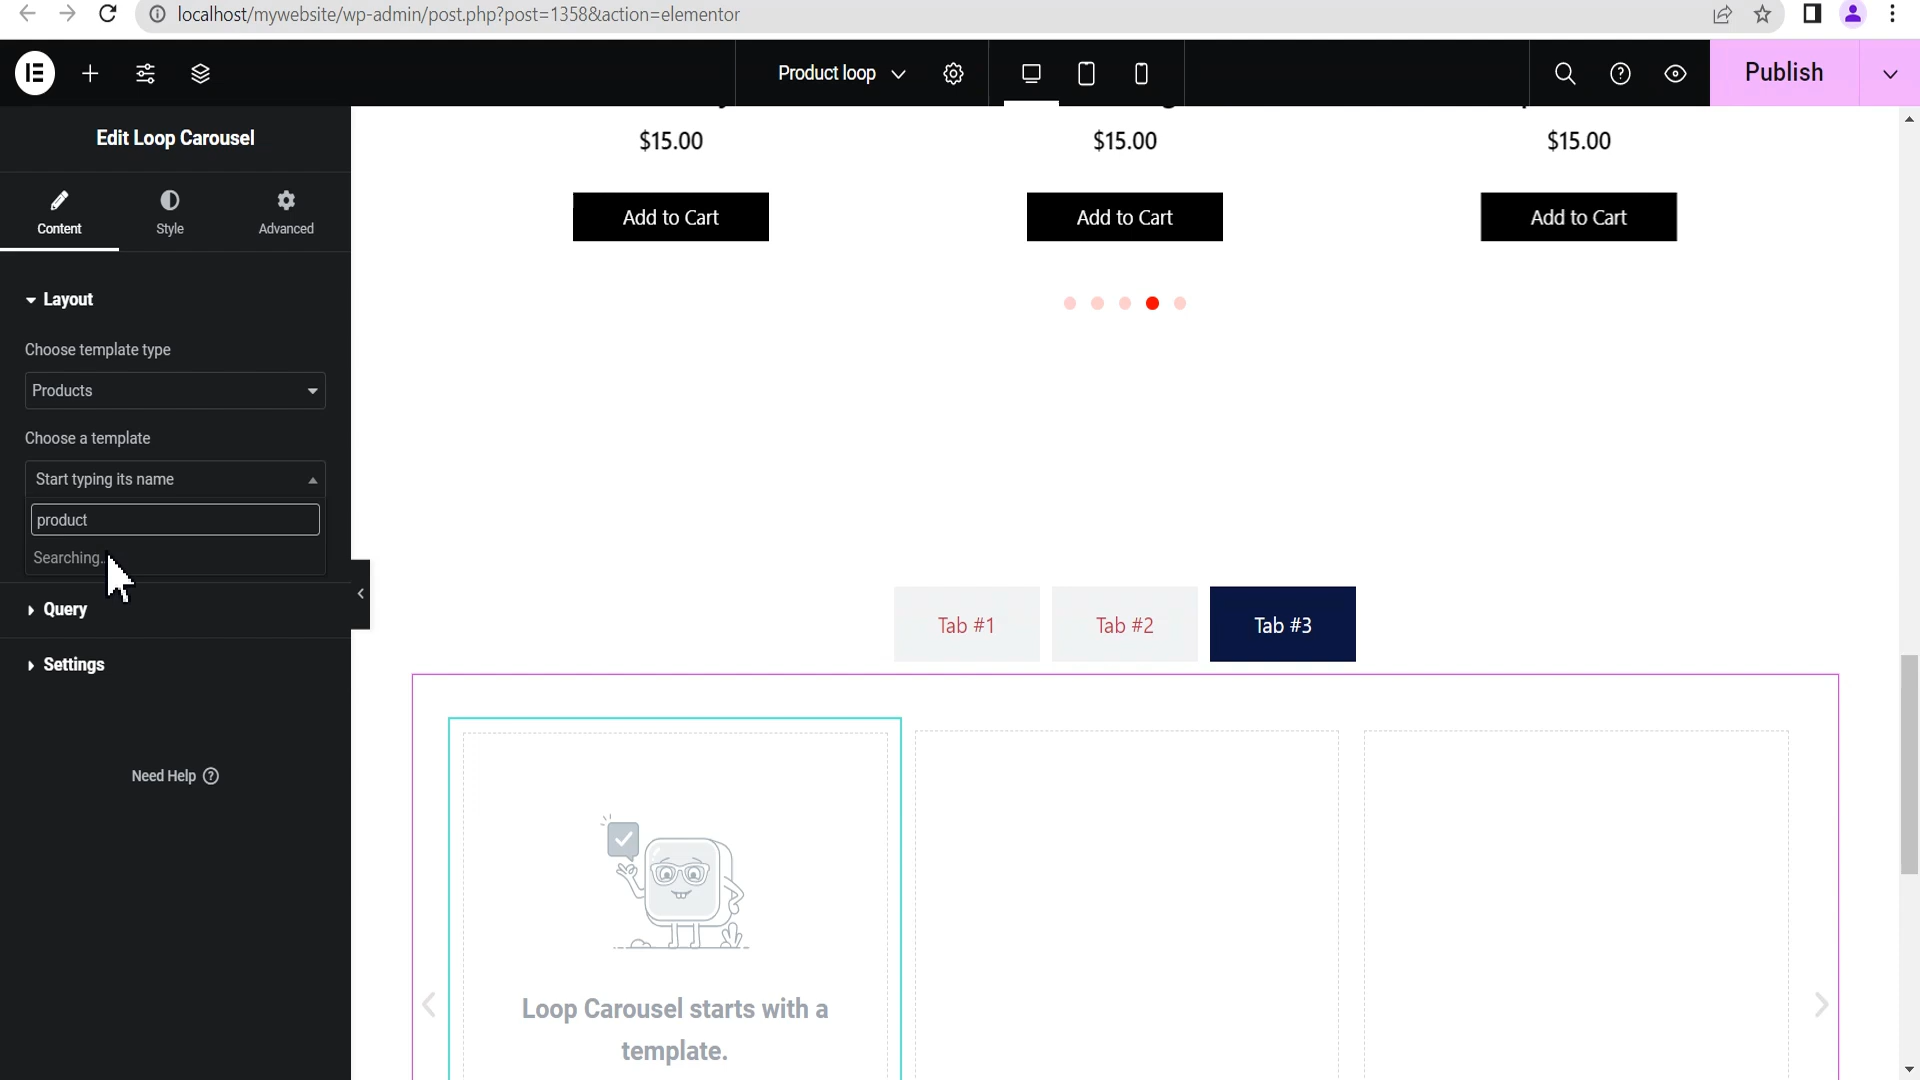 localhost/mywebsite/wp-admin/post.php?post=1358&action=elementor
Product loop
Publish
Edit Loop Carousel
Content
Style
Advanced
Layout
Choose template type
Products
Choose a template
Start typing its name
product
Searching..
Query
Settings
Need Help
$15.00
$15.00
$15.00
Add to Cart
Add to Cart
Add to Cart
Tab #1
Tab #2
Tab #3
Loop Carousel starts with a
template.